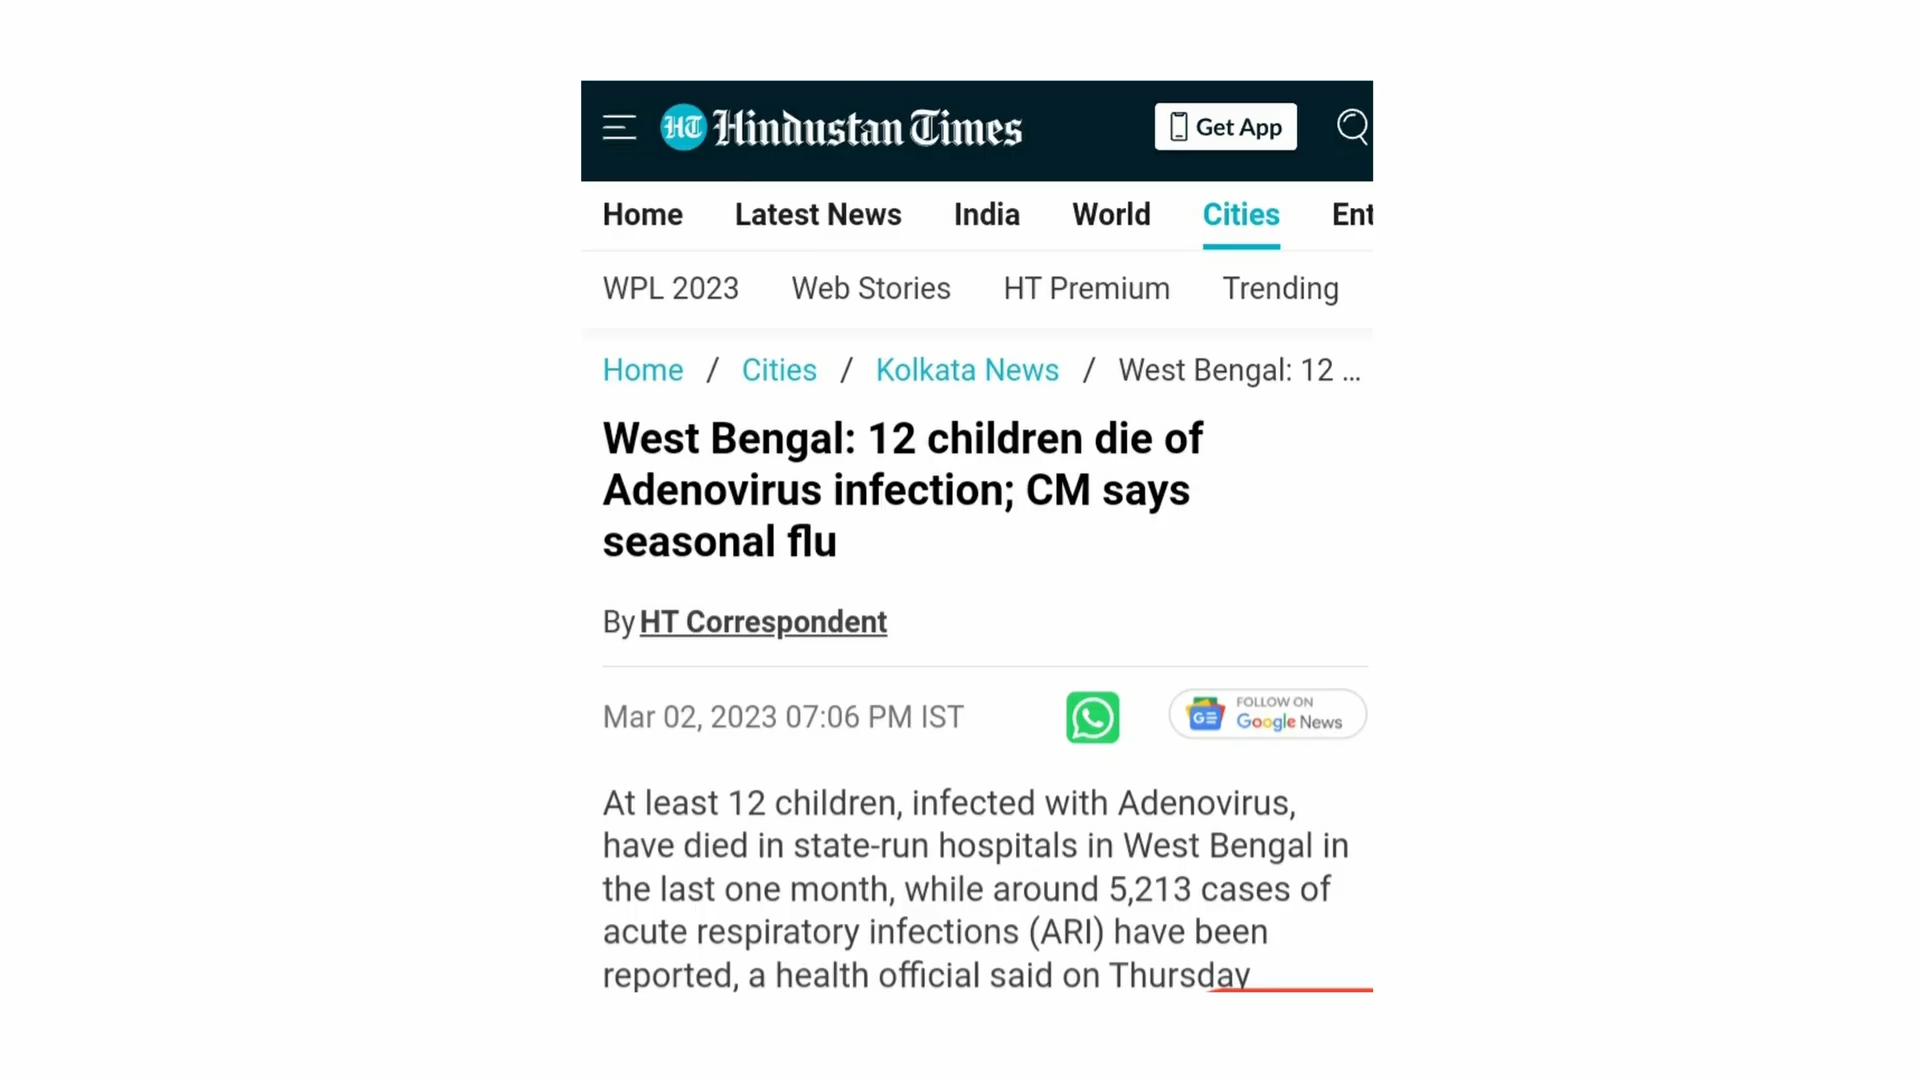 HT Hindustan Times
Get App
Home Latest News India World Cities Ent
WPL 2023 Web Stories HT Premium Trending
Home / Cities / Kolkata News / West Bengal: 12 ...
West Bengal: 12 children die of
Adenovirus infection; CM says
seasonal flu
By HT Correspondent
Mar 02, 2023 07:06 PM IST
GE FOLLOW ON
Google News
At least 12 children, infected with Adenovirus,
have died in state-run hospitals in West Bengal in
the last one month, while around 5,213 cases of
acute respiratory infections (ARI) have been
reported, a health official said on Thursday